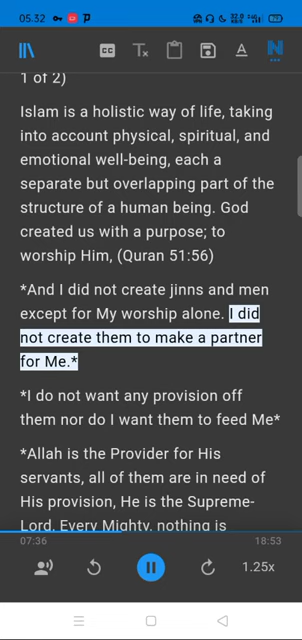 05.32
CC
1 of 2)
Islam is a holistic way of life, taking
into account physical, spiritual, and
emotional well-being, each a
separate but overlapping part of the
structure of a human being. God
created us with a purpose; to
worship Him, (Quran 51:56)
*And I did not create jinns and men
except for My worship alone. I did
not create them to make a partner
for Me.*
*I do not want any provision off
them nor do I want them to feed Me*
*Allah is the Provider for His
servants, all of them are in need of
His provision, He is the Supreme-
Lord, Every Mighty, nothing is
07:36
18:53
1.25x